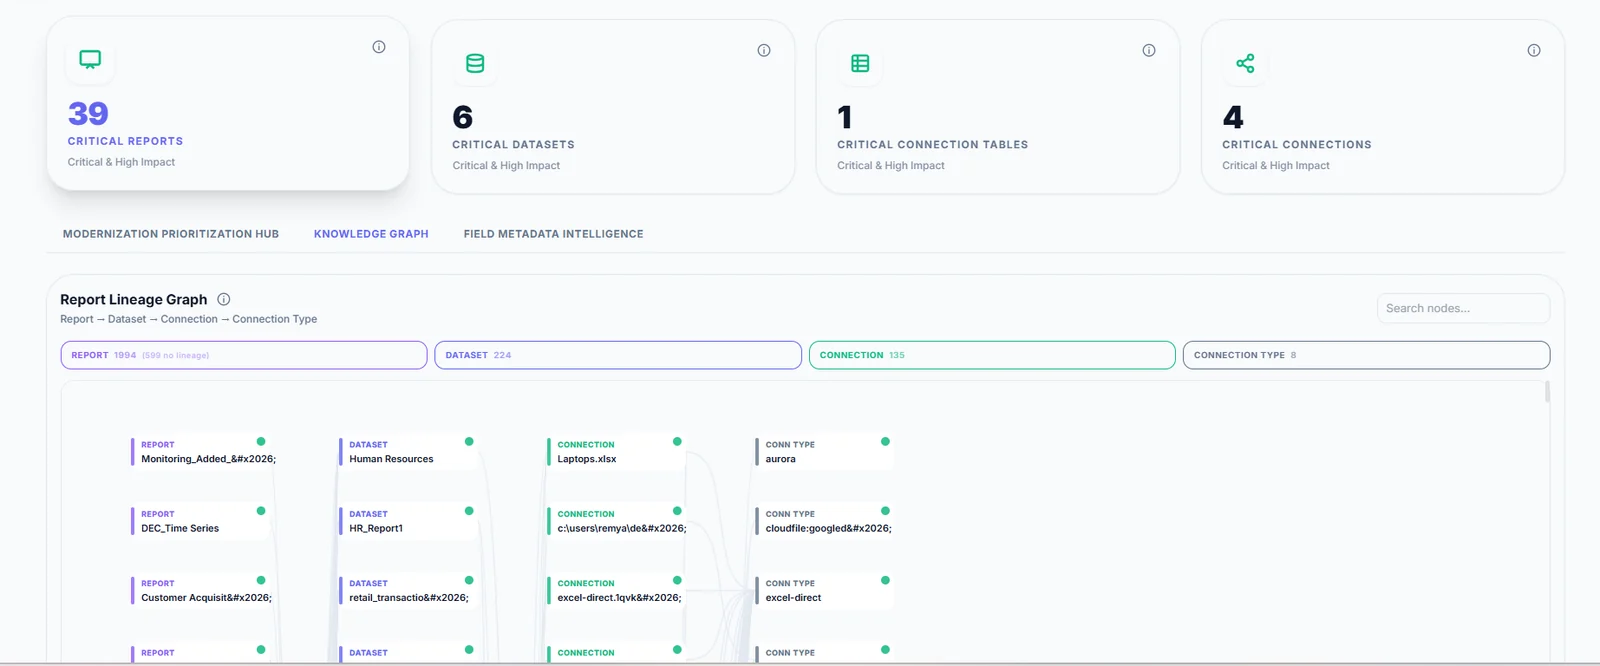 39
CRITICAL REPORTS
Critical & High Impact
6
CRITICAL DATASETS
Critical & High Impact
1
CRITICAL CONNECTION TABLES
Critical & High Impact
4
CRITICAL CONNECTIONS
Critical & High Impact
MODERNIZATION PRIORITIZATION HUB
KNOWLEDGE GRAPH
FIELD METADATA INTELLIGENCE
Report Lineage Graph
Report → Dataset → Connection → Connection Type
Search nodes...
REPORT 1994 (599 no lineage)
DATASET 224
CONNECTION 135
CONNECTION TYPE 8
REPORT
Monitoring_Added_&#x2026;
DATASET
Human Resources
CONNECTION
Laptops.xlsx
CONN TYPE
aurora
REPORT
DEC_Time Series
DATASET
HR_Report1
CONNECTION
c:\users\remya\de&#x2026;
CONN TYPE
cloudfile:googled&#x2026;
REPORT
Customer Acquisit&#x2026;
DATASET
retail_transactio&#x2026;
CONNECTION
excel-direct.1qvk&#x2026;
CONN TYPE
excel-direct
REPORT
DATASET
CONNECTION
CONN TYPE